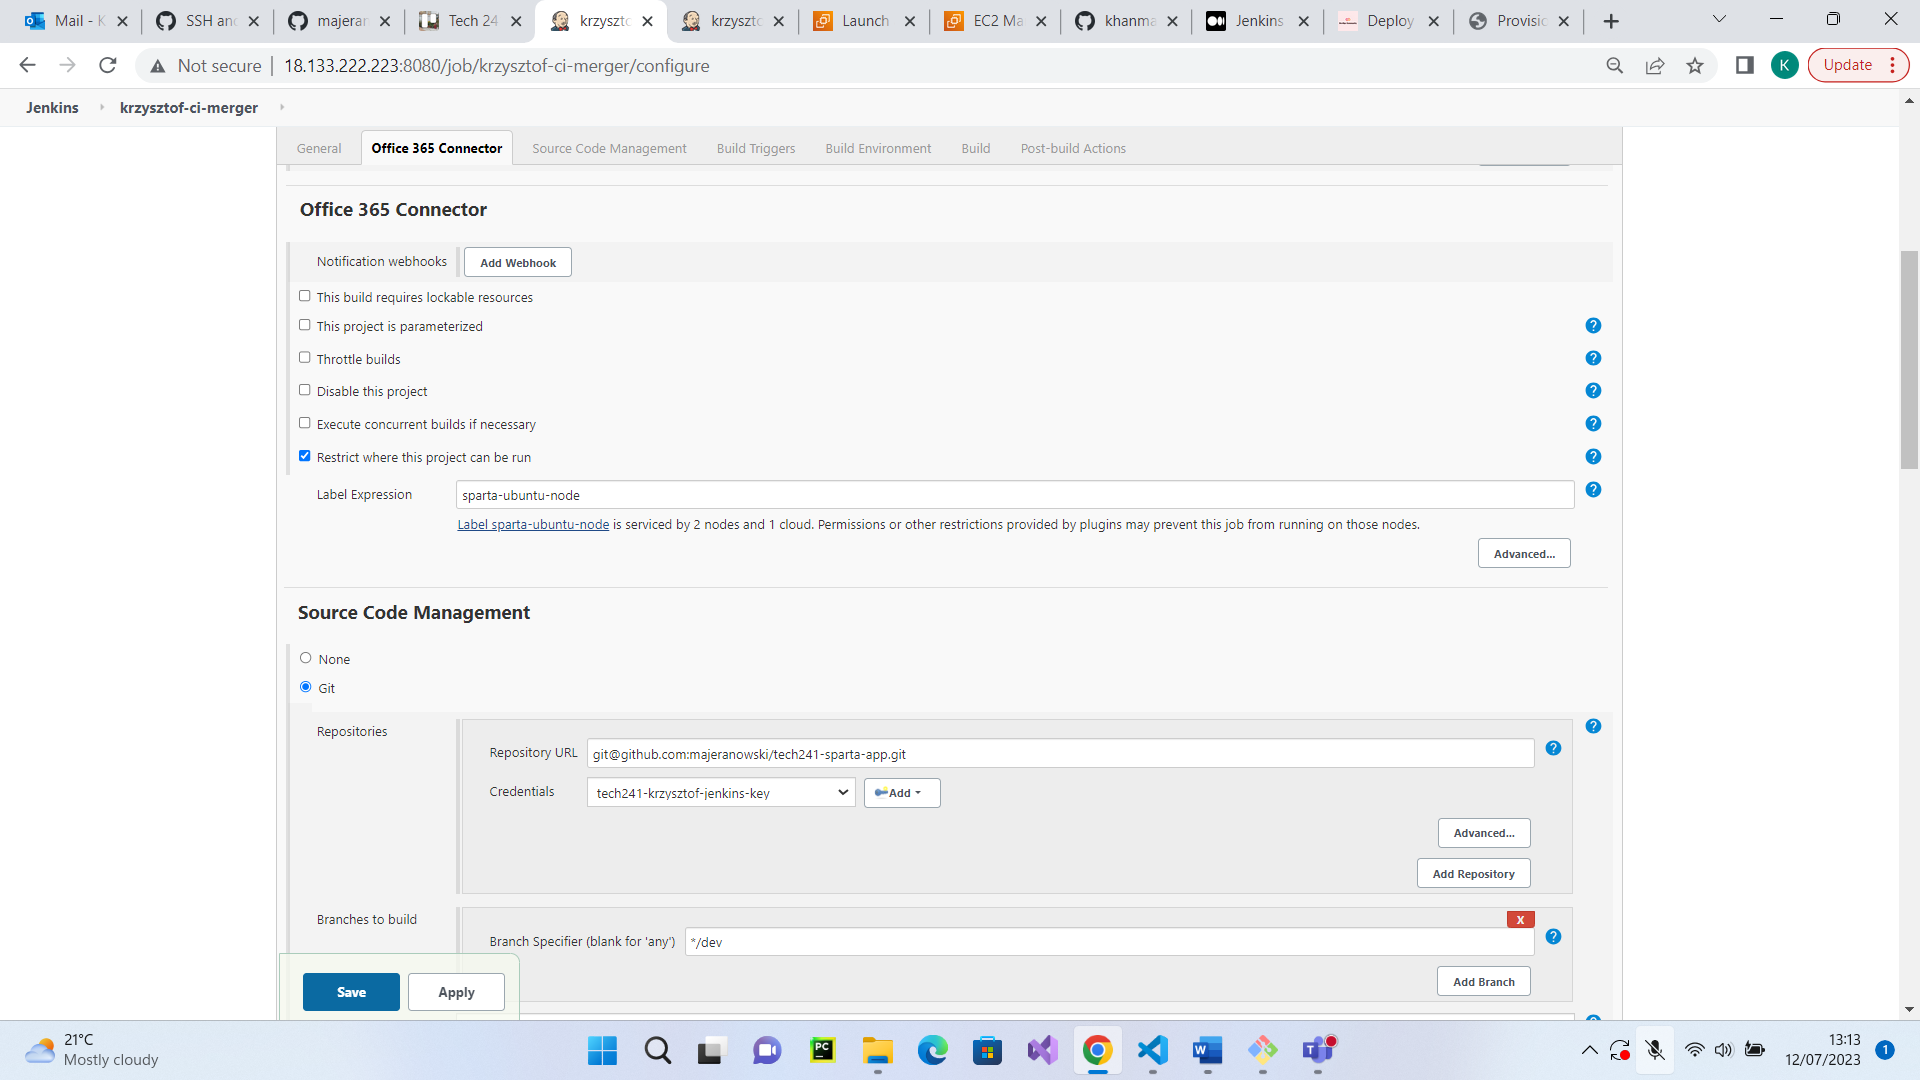 Mail - K
SSH and
majeran
Tech 24
krzyszto
krzyszto
Launch
EC2 Ma
khanma
Jenkins
Deploy
Provisio
Not secure
18.133.222.223:8080/job/krzysztof-ci-merger/configure
K
Update
Jenkins
krzysztof-ci-merger
General
Office 365 Connector
Source Code Management
Build Triggers
Build Environment
Build
Post-build Actions
Office 365 Connector
Notification webhooks
Add Webhook
This build requires lockable resources
This project is parameterized
Throttle builds
Disable this project
Execute concurrent builds if necessary
Restrict where this project can be run
Label Expression
sparta-ubuntu-node
Label sparta-ubuntu-node is serviced by 2 nodes and 1 cloud. Permissions or other restrictions provided by plugins may prevent this job from running on those nodes.
Advanced...
Source Code Management
None
Git
Repositories
Repository URL
git@github.com:majeranowski/tech241-sparta-app.git
Credentials
tech241-krzysztof-jenkins-key
Add
Advanced...
Add Repository
Branches to build
X
Branch Specifier (blank for 'any')
*/dev
Add Branch
Save
Apply
21°C
Mostly cloudy
13:13
12/07/2023
1